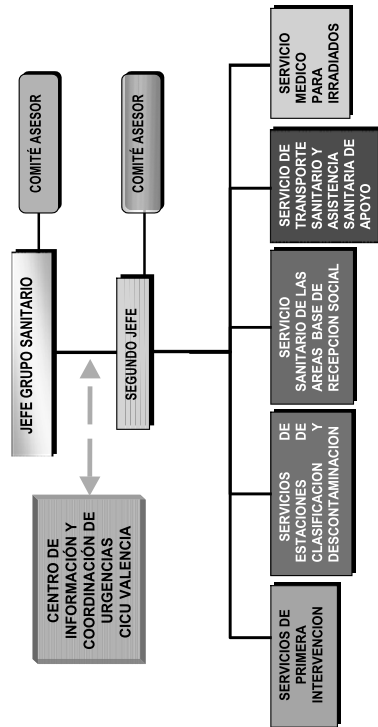 JEFE GRUPO SANITARIO
COMITÉ ASESOR
CENTRO DE
INFORMACIÓN Y
COORDINACIÓN DE
URGENCIAS
CICU VALENCIA
SEGUNDO JEFE
COMITÉ ASESOR
SERVICIOS DE
PRIMERA
INTERVENCION
SERVICIOS DE
ESTACIONES DE
CLASIFICACION Y
DESCONTAMINACION
SERVICIO
SANITARIO DE LAS
AREAS BASE DE
RECEPCION SOCIAL
SERVICIO DE
TRANSPORTE
SANITARIO Y
ASISTENCIA
SANITARIA DE
APOYO
SERVICIO
MEDICO
PARA
IRRADIADOS